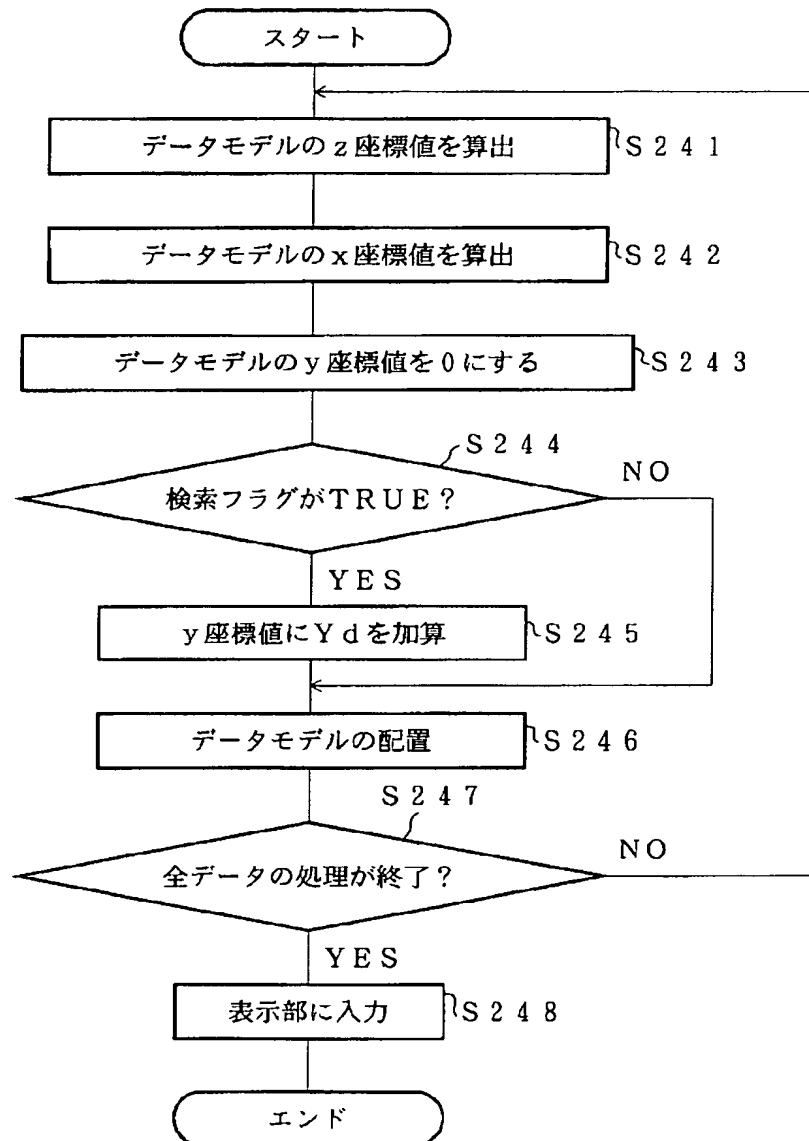 スタート
データモデルのz座標値を算出
S241
データモデルのx座標値を算出
S242
データモデルのy座標値を0にする
S243
S244
検索フラグがTRUE?
NO
YES
y座標値にYdを加算
S245
データモデルの配置
S246
S247
全データの処理が終了?
NO
YES
表示部に入力
S248
エンド